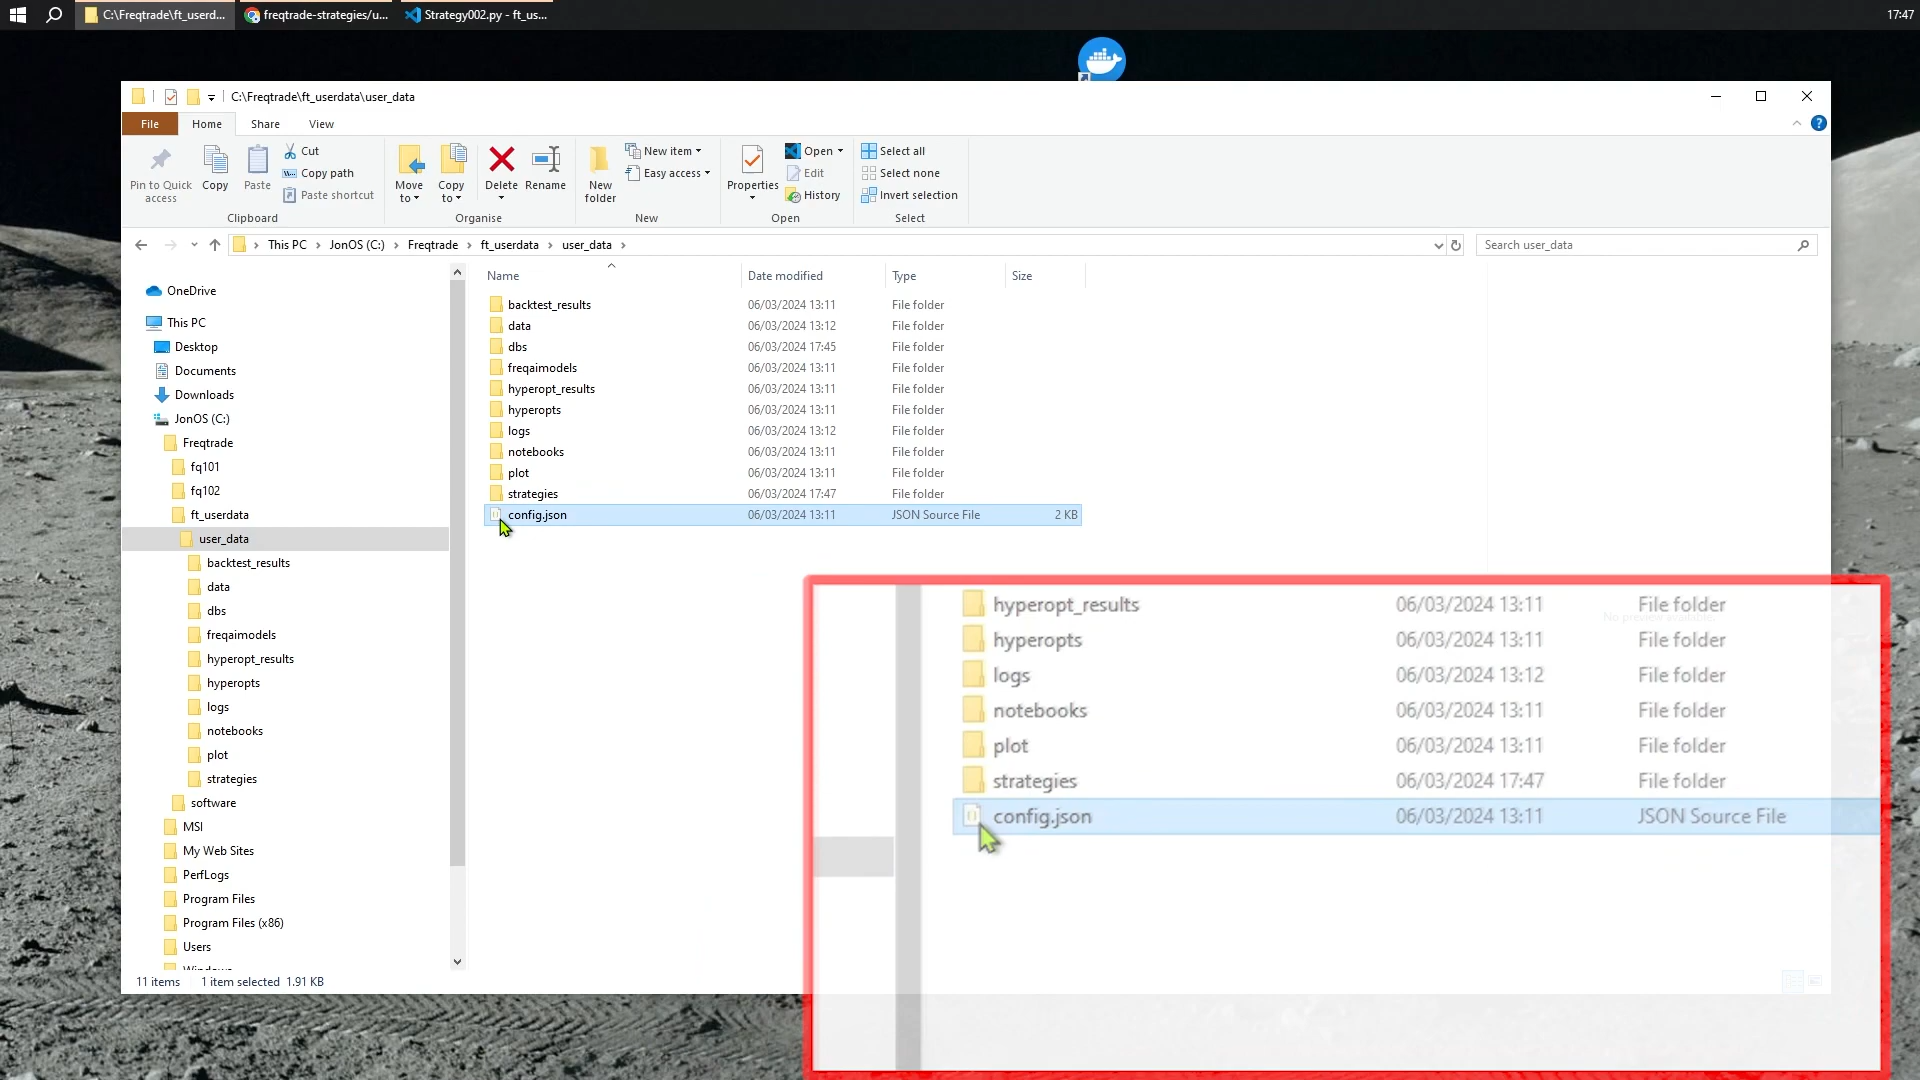 C:\Freqtrade\ft_userd...
freqtrade-strategies/u...
Strategy002.py - ft_us...
17:47
C:\Freqtrade\ft_userdata\user_data
File
Home
Share
View
Pin to Quick access
Copy
Paste
Cut
Copy path
Paste shortcut
Clipboard
Move to
Copy to
Delete
Rename
Organise
New folder
New item
Easy access
New
Properties
Open
Edit
History
Open
Select all
Select none
Invert selection
Select
This PC > JonOS (C:) > Freqtrade > ft_userdata > user_data >
Search user_data
OneDrive
This PC
Desktop
Documents
Downloads
JonOS (C:)
Freqtrade
fq101
fq102
ft_userdata
user_data
backtest_results
data
dbs
freqaimodels
hyperopt_results
hyperopts
logs
notebooks
plot
strategies
software
MSI
My Web Sites
PerfLogs
Program Files
Program Files (x86)
Users
Name Date modified Type Size
backtest_results 06/03/2024 13:11 File folder
data 06/03/2024 13:12 File folder
dbs 06/03/2024 17:45 File folder
freqaimodels 06/03/2024 13:11 File folder
hyperopt_results 06/03/2024 13:11 File folder
hyperopts 06/03/2024 13:11 File folder
logs 06/03/2024 13:12 File folder
notebooks 06/03/2024 13:11 File folder
plot 06/03/2024 13:11 File folder
strategies 06/03/2024 17:47 File folder
config.json 06/03/2024 13:11 JSON Source File 2 KB
hyperopt_results 06/03/2024 13:11 File folder
No preview available.
hyperopts 06/03/2024 13:11 File folder
logs 06/03/2024 13:12 File folder
notebooks 06/03/2024 13:11 File folder
plot 06/03/2024 13:11 File folder
strategies 06/03/2024 17:47 File folder
config.json 06/03/2024 13:11 JSON Source File
11 items 1 item selected 1.91 KB